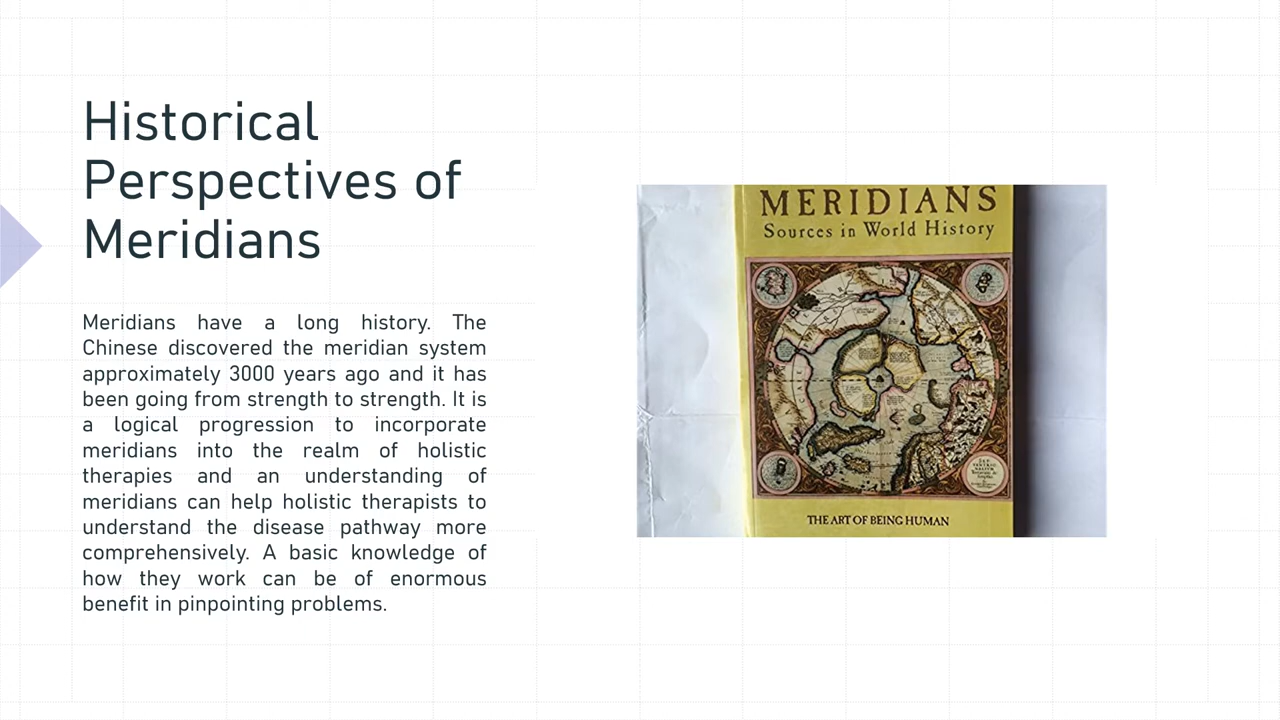 Historical
Perspectives of
Meridians
Meridians have a long history. The
Chinese discovered the meridian system
approximately 3000 years ago and it has
been going from strength to strength. It is
a logical progression to incorporate
meridians into the realm of holistic
therapies and an understanding of
meridians can help holistic therapists to
understand the disease pathway more
comprehensively. A basic knowledge of
how they work can be of enormous
benefit in pinpointing problems.
MERIDIANS
Sources in World History
THE ART OF BEING HUMAN